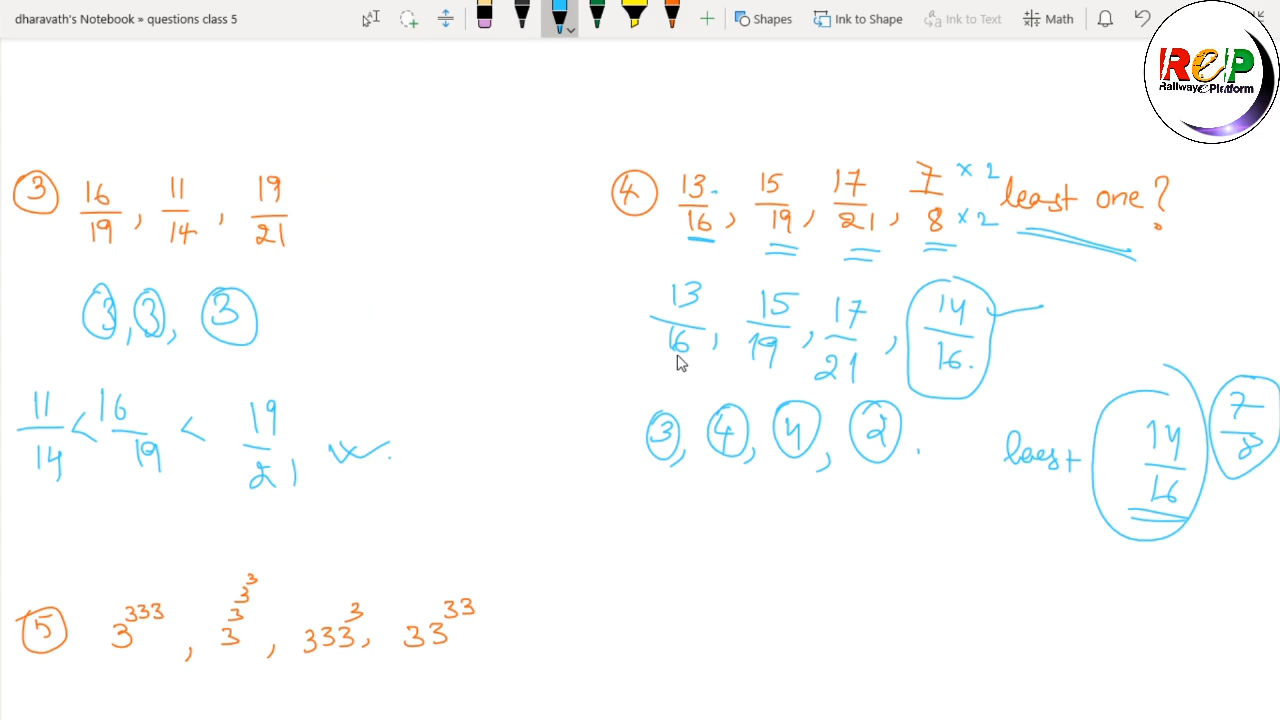 dharavath's Notebook » questions class 5
Shapes
Ink to Shape
Ink to Text
Math
REP
Railway Platform
3 16/19, 11/14, 19/21
3, 3, 3
11/14 < 16/19 < 19/21,
4 13/16, 15/19, 17/21, 7/8 × 2 × 2 least one?
13/16, 15/19, 17/21, 14/16.
3, 4, 4, 2.
least 14/16 7/8
5 3^333, 3^3^3^3, 333^3, 33^33